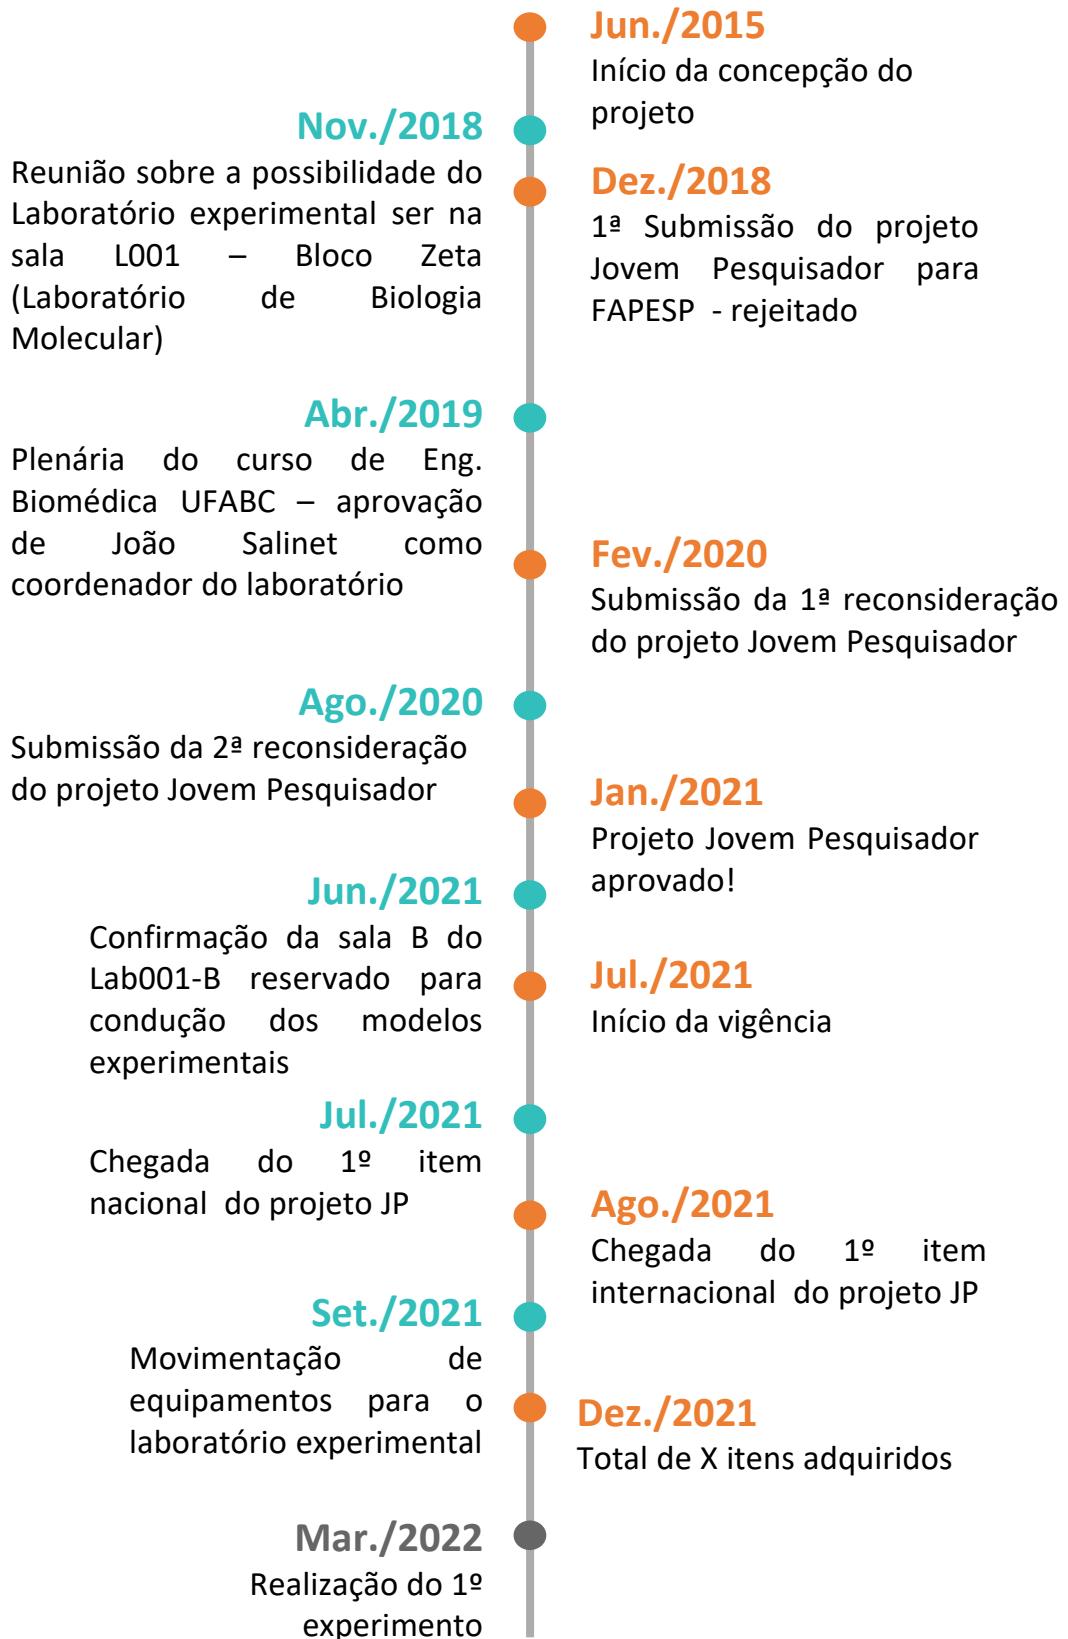 Jun./2015
Início da concepção do
projeto
Nov./2018
Reunião sobre a possibilidade do
Laboratório experimental ser na
sala L001 – Bloco Zeta
(Laboratório de Biologia
Molecular)
Dez./2018
1ª Submissão do projeto
Jovem Pesquisador para
FAPESP - rejeitado
Abr./2019
Plenária do curso de Eng.
Biomédica UFABC – aprovação
de João Salinet como
coordenador do laboratório
Fev./2020
Submissão da 1ª reconsideração
do projeto Jovem Pesquisador
Ago./2020
Submissão da 2ª reconsideração
do projeto Jovem Pesquisador
Jan./2021
Projeto Jovem Pesquisador
aprovado!
Jun./2021
Confirmação da sala B do
Lab001-B reservado para
condução dos modelos
experimentais
Jul./2021
Início da vigência
Jul./2021
Chegada do 1º item
nacional do projeto JP
Ago./2021
Chegada do 1º item
internacional do projeto JP
Set./2021
Movimentação de
equipamentos para o
laboratório experimental
Dez./2021
Total de X itens adquiridos
Mar./2022
Realização do 1º
experimento